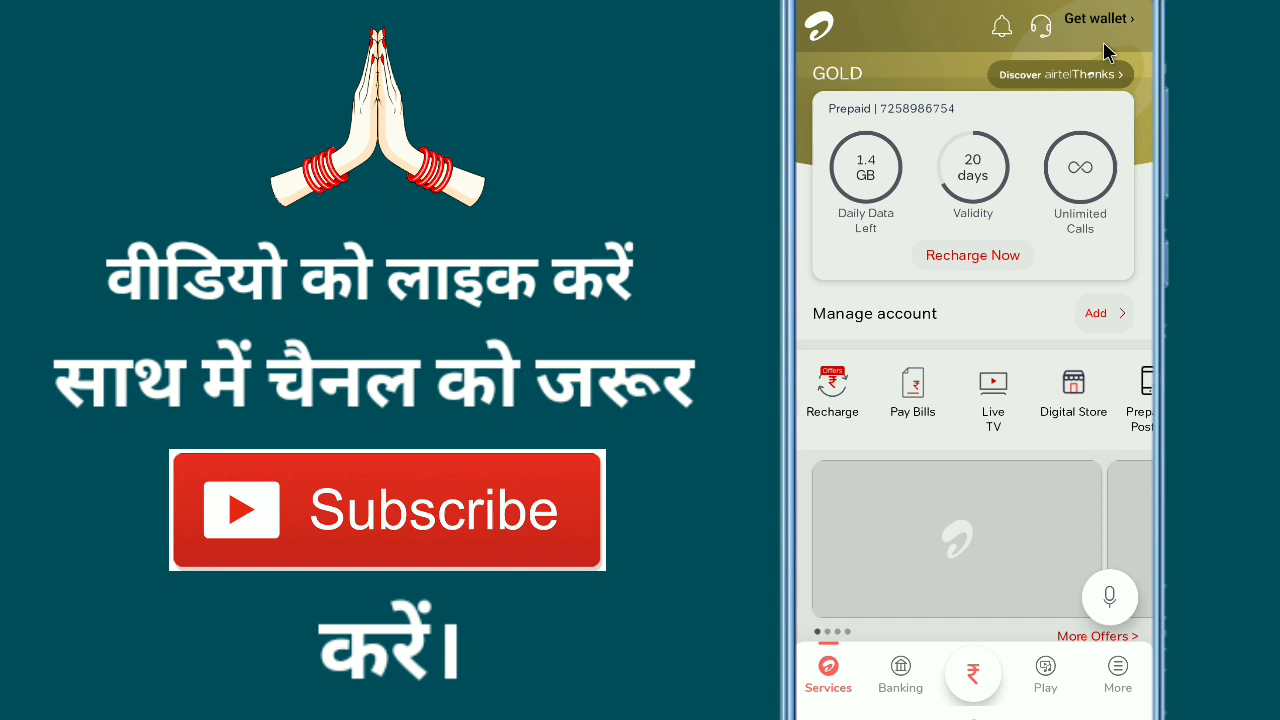 वीडियो को लाइक करें
साथ में चैनल को जरूर
Subscribe
करें।
Get wallet ›
GOLD
Discover airtelThanks >
Prepaid | 7258986754
1.4 GB
20 days
Daily Data Left
Validity
Unlimited Calls
Recharge Now
Manage account
Add >
Offers
Recharge
Pay Bills
Live TV
Digital Store
More Offers >
Services
Banking
₹
Play
More